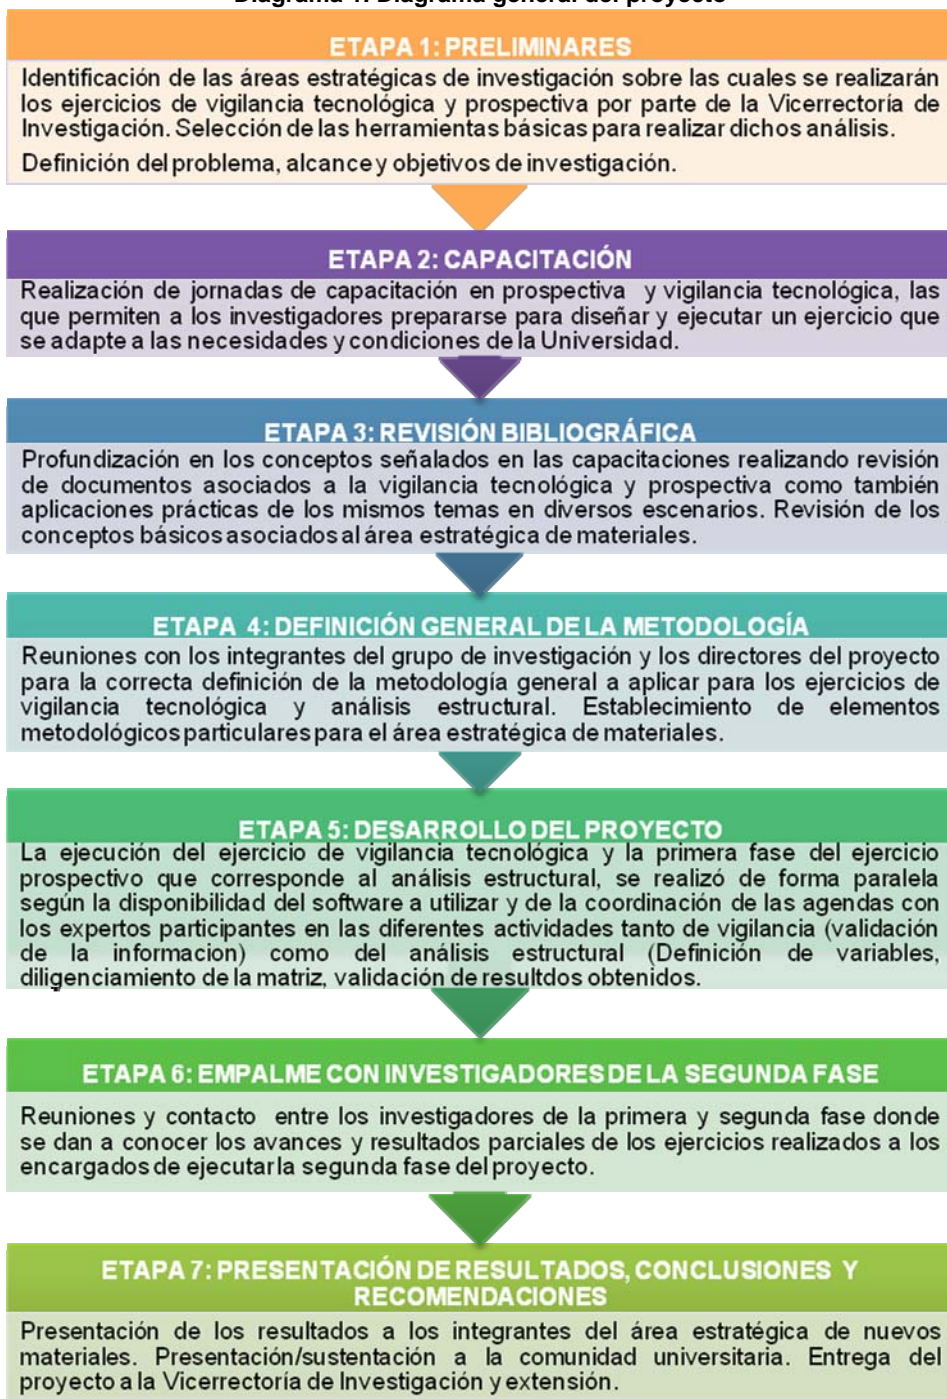 Diagrama 1. Diagrama general del proyecto
ETAPA 1: PRELIMINARES
Identificación de las áreas estratégicas de investigación sobre las cuales se realizarán
los ejercicios de vigilancia tecnológica y prospectiva por parte de la Vicerrectoría de
Investigación. Selección de las herramientas básicas para realizar dichos análisis.
Definición del problema, alcance y objetivos de investigación.
ETAPA 2: CAPACITACIÓN
Realización de jornadas de capacitación en prospectiva y vigilancia tecnológica, las
que permiten a los investigadores prepararse para diseñar y ejecutar un ejercicio que
se adapte a las necesidades y condiciones de la Universidad.
ETAPA 3: REVISIÓN BIBLIOGRÁFICA
Profundización en los conceptos señalados en las capacitaciones realizando revisión
de documentos asociados a la vigilancia tecnológica y prospectiva como también
aplicaciones prácticas de los mismos temas en diversos escenarios. Revisión de los
conceptos básicos asociados al área estratégica de materiales.
ETAPA 4: DEFINICIÓN GENERAL DE LA METODOLOGÍA
Reuniones con los integrantes del grupo de investigación y los directores del proyecto
para la correcta definición de la metodología general a aplicar para los ejercicios de
vigilancia tecnológica y análisis estructural. Establecimiento de elementos
metodológicos particulares para el área estratégica de materiales.
ETAPA 5: DESARROLLO DEL PROYECTO
La ejecución del ejercicio de vigilancia tecnológica y la primera fase del ejercicio
prospectivo que corresponde al análisis estructural, se realizó de forma paralela
según la disponibilidad del software a utilizar y de la coordinación de las agendas con
los expertos participantes en las diferentes actividades tanto de vigilancia (validación
de la informacion) como del análisis estructural (Definición de variables,
diligenciamiento de la matriz, validación de resultdos obtenidos.
ETAPA 6: EMPALME CON INVESTIGADORES DE LA SEGUNDA FASE
Reuniones y contacto entre los investigadores de la primera y segunda fase donde
se dan a conocer los avances y resultados parciales de los ejercicios realizados a los
encargados de ejecutar la segunda fase del proyecto.
ETAPA 7: PRESENTACIÓN DE RESULTADOS, CONCLUSIONES Y
RECOMENDACIONES
Presentación de los resultados a los integrantes del área estratégica de nuevos
materiales. Presentación/sustentación a la comunidad universitaria. Entrega del
proyecto a la Vicerrectoría de Investigación y extensión.